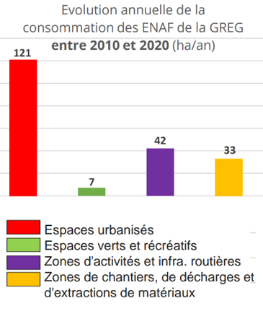 Evolution annuelle de la
consommation des ENAF de la GREG
entre 2010 et 2020 (ha/an)
121
7
42
33
Espaces urbanisés
Espaces verts et récréatifs
Zones d'activités et infra. routières
Zones de chantiers, de décharges et
d'extractions de matériaux